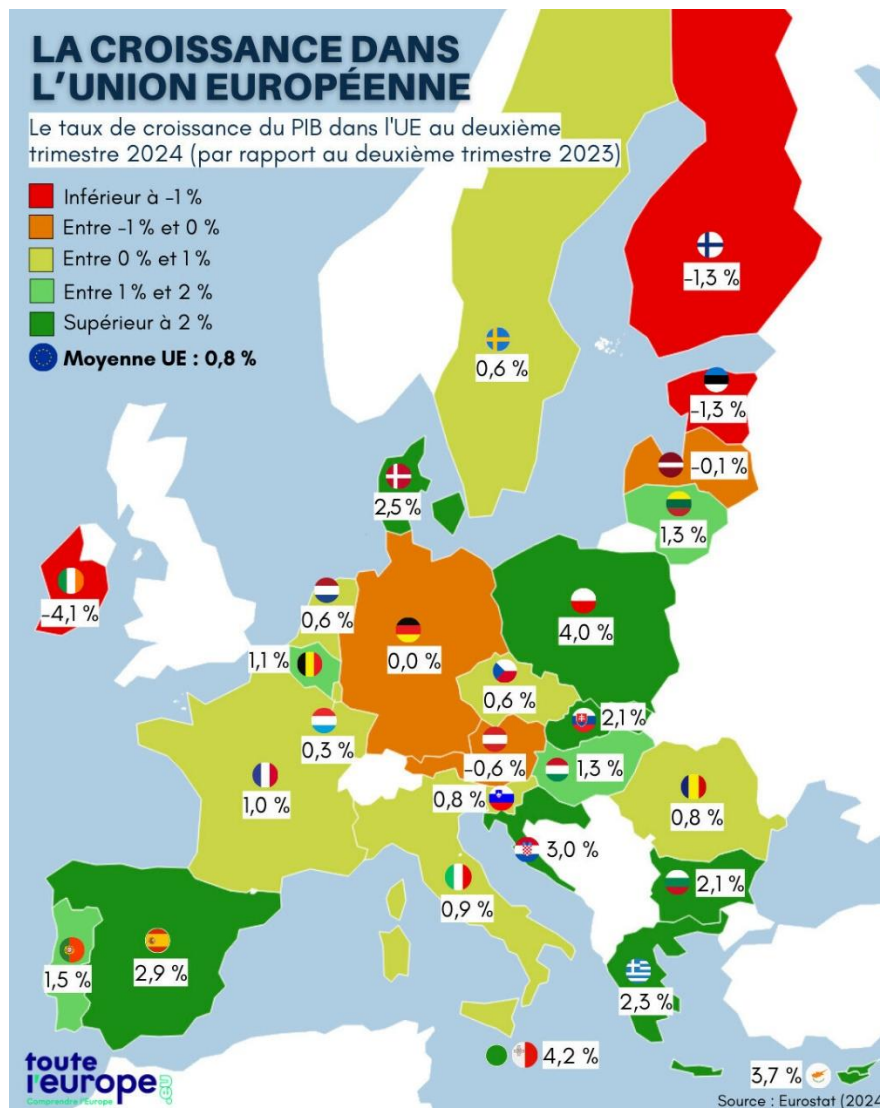 LA CROISSANCE DANS
L'UNION EUROPÉENNE
Le taux de croissance du PIB dans l'UE au deuxième
trimestre 2024 (par rapport au deuxième trimestre 2023)
Inférieur à -1 %
Entre -1 % et 0 %
Entre 0 % et 1 %
Entre 1 % et 2 %
Supérieur à 2 %
Moyenne UE : 0,8 %
-1,3 %
0,6 %
-1,3 %
-0,1 %
2,5 %
1,3 %
-4,1 %
0,6 %
4,0 %
0,0 %
1,1 %
0,6 %
2,1 %
0,3 %
-0,6 %
1,3 %
1,0 %
0,8 %
0,8 %
3,0 %
2,1 %
0,9 %
1,5 %
2,9 %
2,3 %
4,2 %
3,7 %
toute
l'europe.eu
Comprendre l'Europe
Source : Eurostat (2024